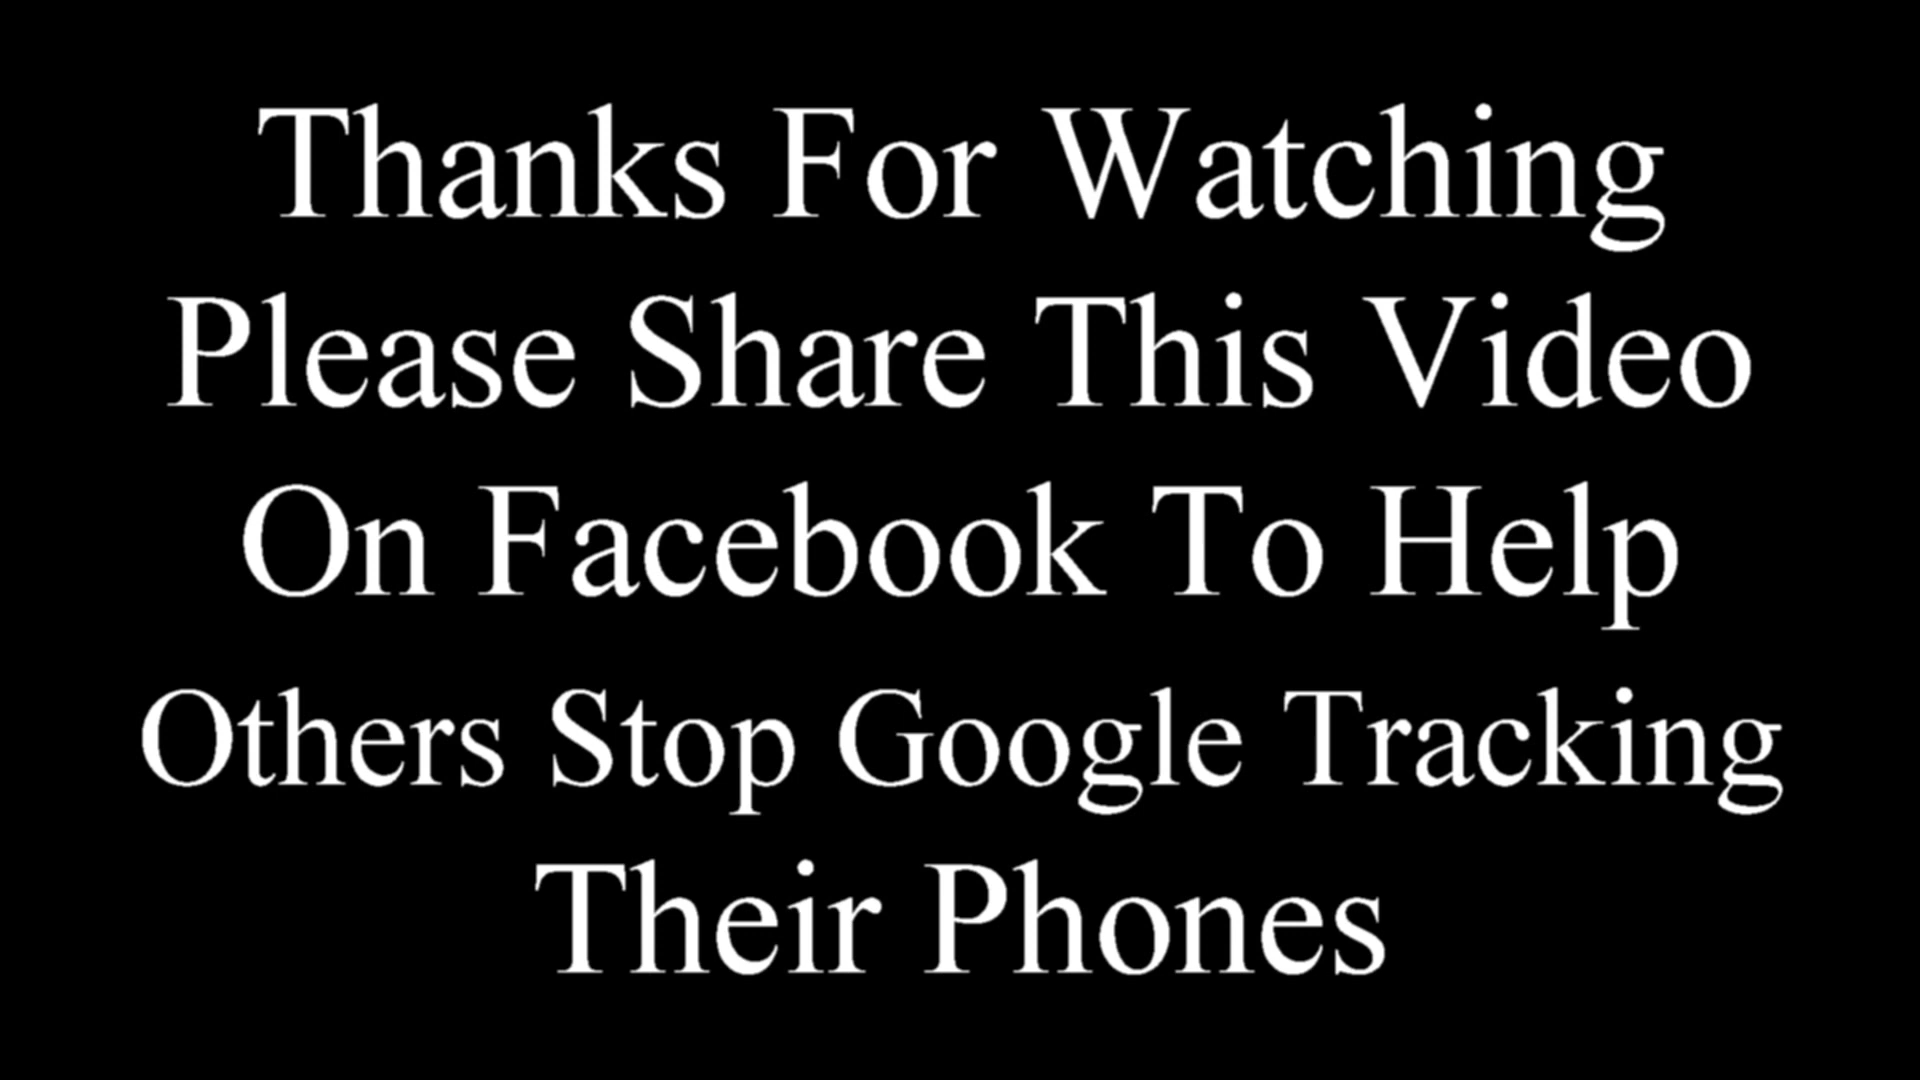 Thanks For Watching
Please Share This Video
On Facebook To Help
Others Stop Google Tracking
Their Phones